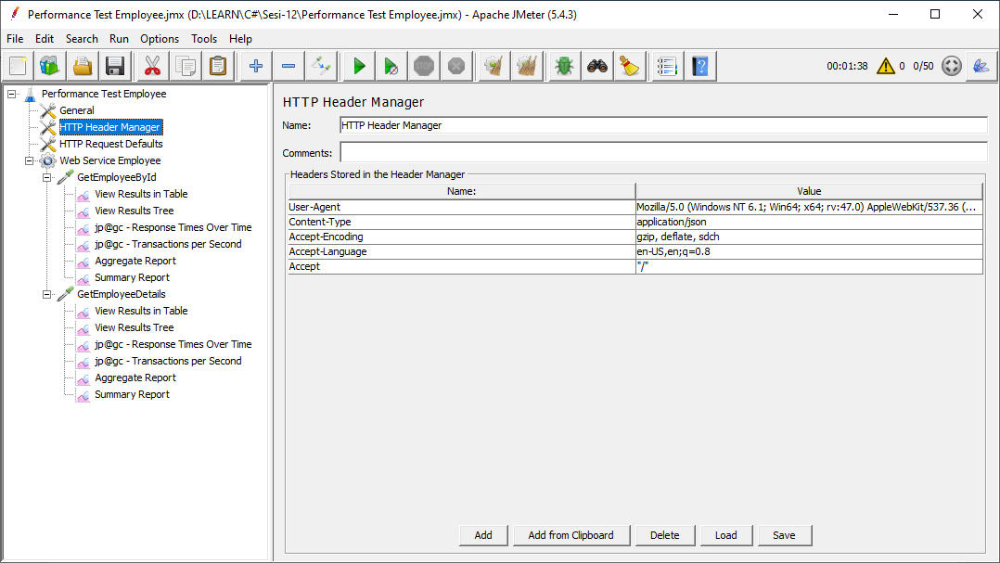 Performance Test Employee.jmx (D:\LEARN\C#\Sesi-12\Performance Test Employee.jmx) - Apache JMeter (5.4.3)
File Edit Search Run Options Tools Help
STOP
00:01:38 0 0/50
Performance Test Employee
General
HTTP Header Manager
HTTP Request Defaults
Web Service Employee
GetEmployeeById
View Results in Table
View Results Tree
jp@gc - Response Times Over Time
jp@gc - Transactions per Second
Aggregate Report
Summary Report
GetEmployeeDetails
View Results in Table
View Results Tree
jp@gc - Response Times Over Time
jp@gc - Transactions per Second
Aggregate Report
Summary Report
HTTP Header Manager
Name: HTTP Header Manager
Comments:
Headers Stored in the Header Manager
Name: Value
User-Agent Mozilla/5.0 (Windows NT 6.1; Win64; x64; rv:47.0) AppleWebKit/537.36 (...
Content-Type application/json
Accept-Encoding gzip, deflate, sdch
Accept-Language en-US,en;q=0.8
Accept "/"
Add Add from Clipboard Delete Load Save